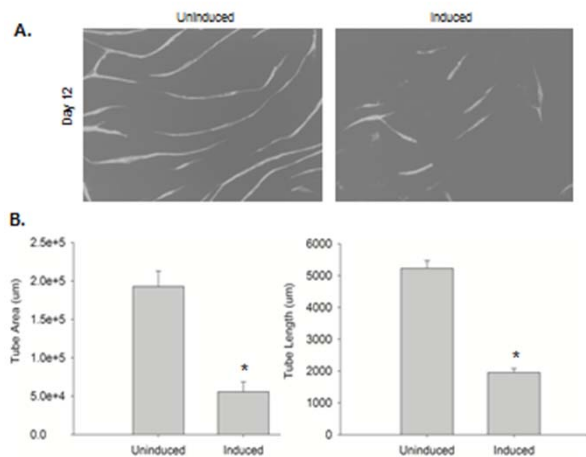 A.
Uninduced
Induced
Day 12
B.
Tube Area (um)
2.5e+5
2.0e+5
1.5e+5
1.0e+5
5.0e+4
0.0
*
Uninduced
Induced
Tube Length (um)
6000
5000
4000
3000
2000
1000
0
*
Uninduced
Induced